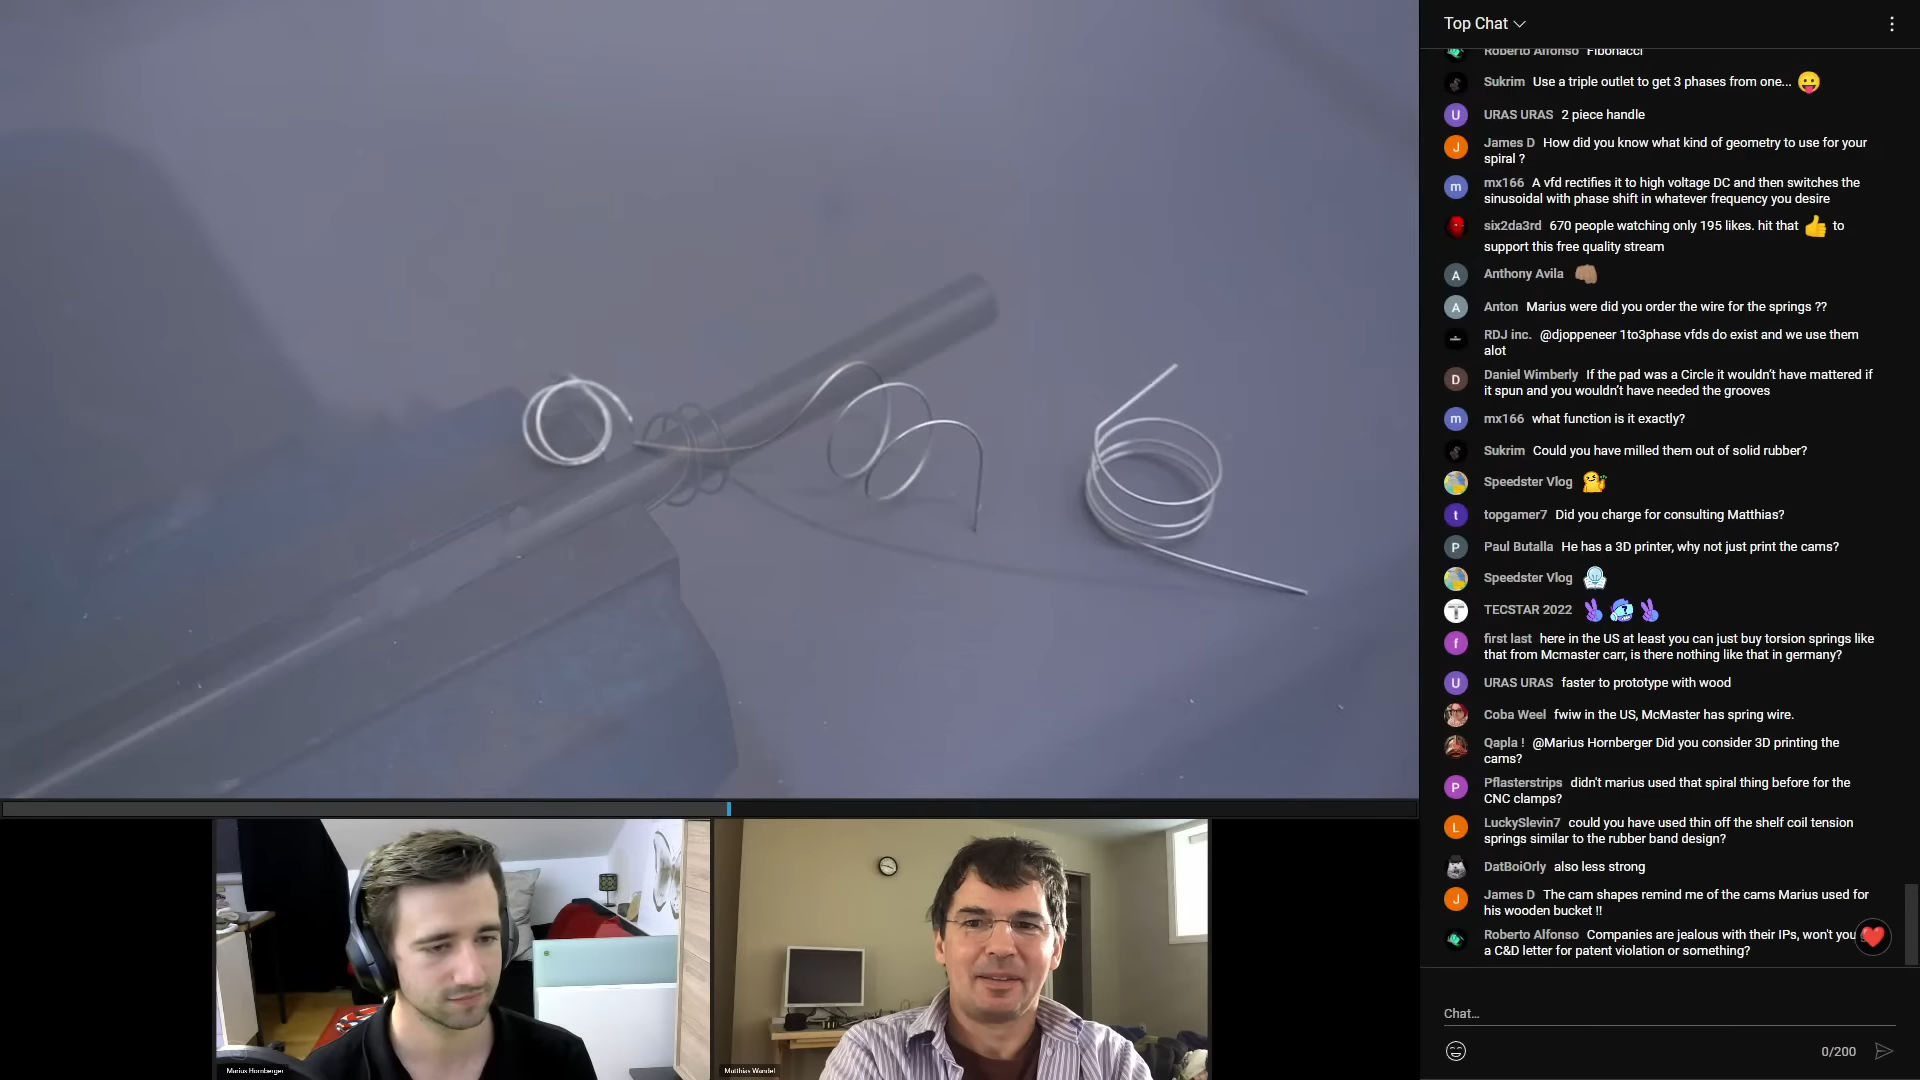 Top Chat
Roberto Alfonso Fibonacci
Sukrim Use a triple outlet to get 3 phases from one...
U URAS URAS 2 piece handle
J James D How did you know what kind of geometry to use for your
spiral ?
m mx166 A vfd rectifies it to high voltage DC and then switches the
sinusoidal with phase shift in whatever frequency you desire
six2da3rd 670 people watching only 195 likes. hit that to
support this free quality stream
A Anthony Avila
A Anton Marius were did you order the wire for the springs ??
RDJ inc. @djoppeneer 1to3phase vfds do exist and we use them
alot
D Daniel Wimberly If the pad was a Circle it wouldn't have mattered if
it spun and you wouldn't have needed the grooves
m mx166 what function is it exactly?
Sukrim Could you have milled them out of solid rubber?
Speedster Vlog
t topgamer7 Did you charge for consulting Matthias?
P Paul Butalla He has a 3D printer, why not just print the cams?
Speedster Vlog
TECSTAR 2022
f first last here in the US at least you can just buy torsion springs like
that from Mcmaster carr, is there nothing like that in germany?
U URAS URAS faster to prototype with wood
Coba Weel fwiw in the US, McMaster has spring wire.
Qapla ! @Marius Hornberger Did you consider 3D printing the
cams?
P Pflasterstrips didn't marius used that spiral thing before for the
CNC clamps?
L LuckySlevin7 could you have used thin off the shelf coil tension
springs similar to the rubber band design?
DatBoiOrly also less strong
J James D The cam shapes remind me of the cams Marius used for
his wooden bucket !!
Roberto Alfonso Companies are jealous with their IPs, won't you
a C&D letter for patent violation or something?
Chat...
0/200
Marius Hornberger
Matthias Wandel